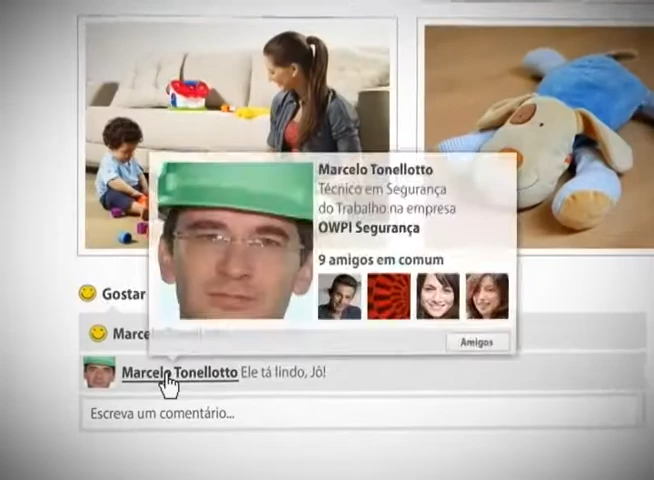 Marcelo Tonellotto
Técnico em Segurança
do Trabalho na empresa
OWPI Segurança
9 amigos em comum
Amigos
Gostar
Marcelo Tonellotto Ele tá lindo, Jô!
Escreva um comentário...